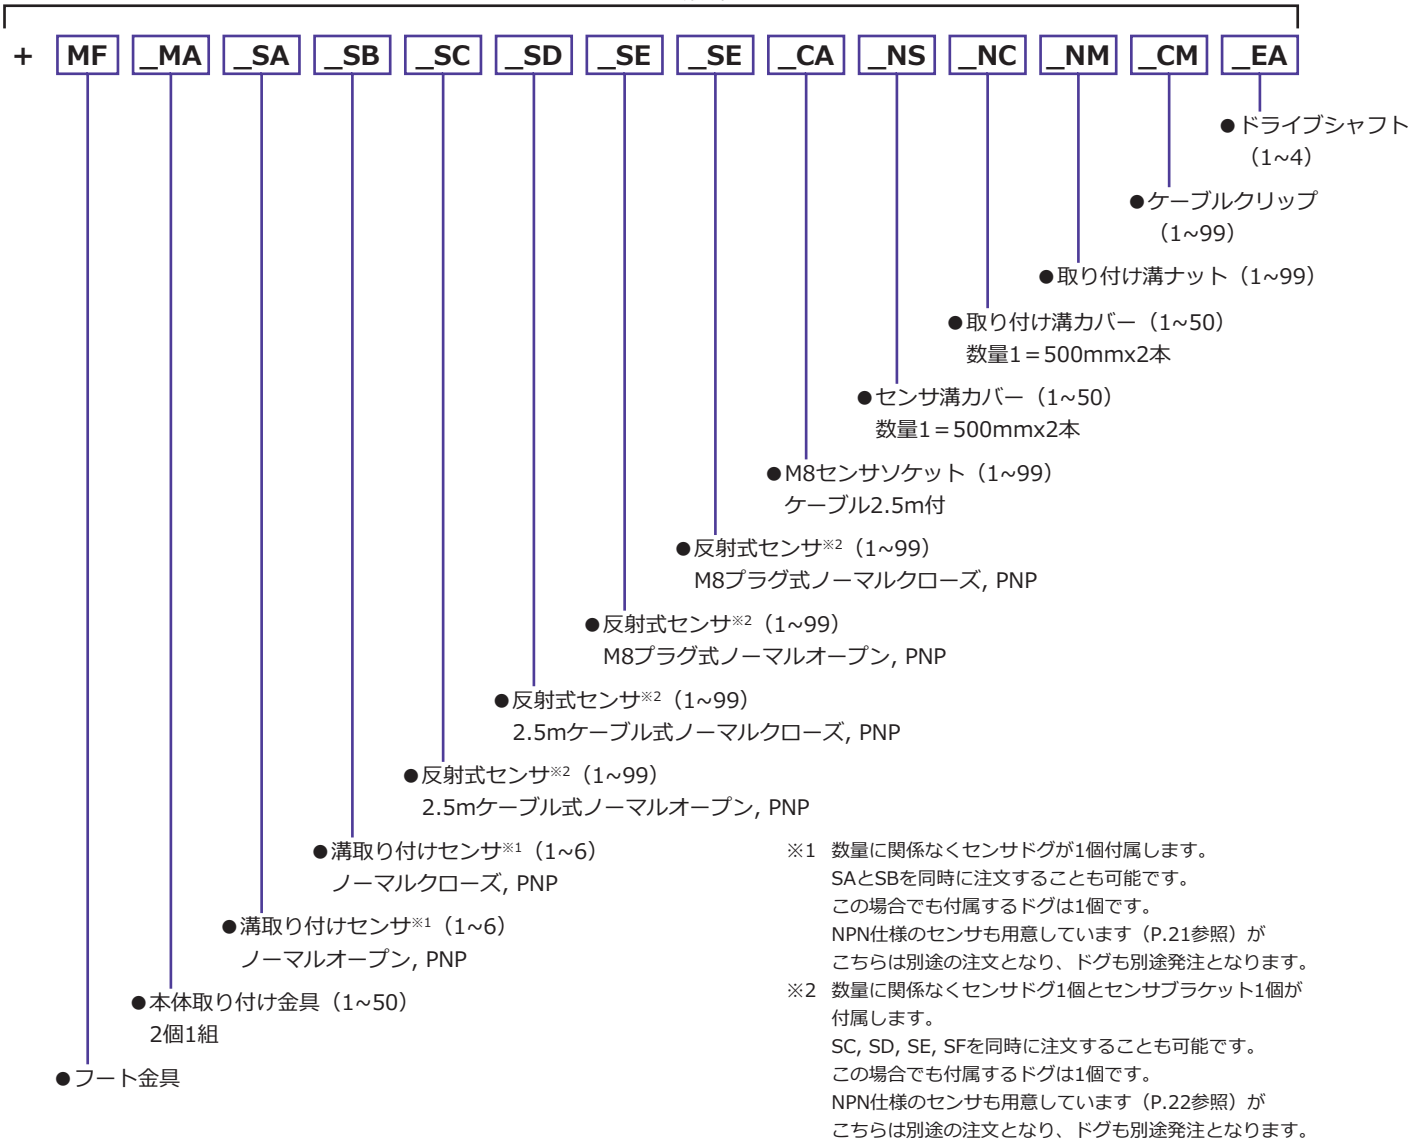 + MF _MA _SA _SB _SC _SD _SE _SE _CA _NS _NC _NM _CM _EA
●ドライブシャフト
（1~4）
●ケーブルクリップ
（1~99）
●取り付け溝ナット（1~99）
●取り付け溝カバー（1~50）
数量1＝500mmx2本
●センサ溝カバー（1~50）
数量1＝500mmx2本
●M8センサソケット（1~99）
ケーブル2.5m付
●反射式センサ※2（1~99）
M8プラグ式ノーマルクローズ, PNP
●反射式センサ※2（1~99）
M8プラグ式ノーマルオープン, PNP
●反射式センサ※2（1~99）
2.5mケーブル式ノーマルクローズ, PNP
●反射式センサ※2（1~99）
2.5mケーブル式ノーマルオープン, PNP
●溝取り付けセンサ※1（1~6）
ノーマルクローズ, PNP
●溝取り付けセンサ※1（1~6）
ノーマルオープン, PNP
●本体取り付け金具（1~50）
2個1組
●フート金具
※1 数量に関係なくセンサドグが1個付属します。
SAとSBを同時に注文することも可能です。
この場合でも付属するドグは1個です。
NPN仕様のセンサも用意しています（P.21参照）が
こちらは別途の注文となり、ドグも別途発注となります。
※2 数量に関係なくセンサドグ1個とセンサブラケット1個が
付属します。
SC, SD, SE, SFを同時に注文することも可能です。
この場合でも付属するドグは1個です。
NPN仕様のセンサも用意しています（P.22参照）が
こちらは別途の注文となり、ドグも別途発注となります。